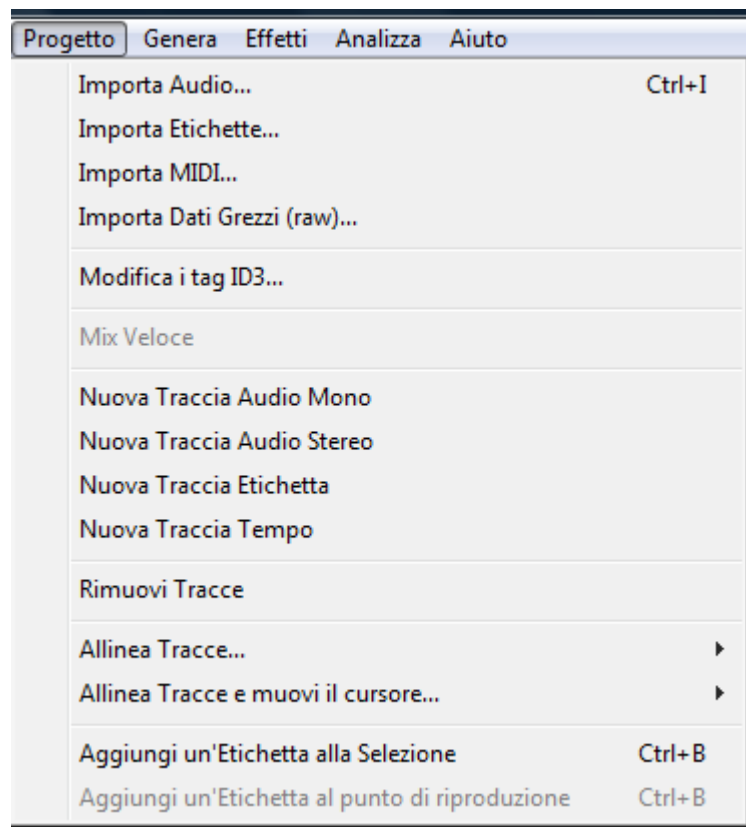 Progetto Genera Effetti Analizza Aiuto
Importa Audio... Ctrl+I
Importa Etichette...
Importa MIDI...
Importa Dati Grezzi (raw)...
Modifica i tag ID3...
Mix Veloce
Nuova Traccia Audio Mono
Nuova Traccia Audio Stereo
Nuova Traccia Etichetta
Nuova Traccia Tempo
Rimuovi Tracce
Allinea Tracce...
Allinea Tracce e muovi il cursore...
Aggiungi un'Etichetta alla Selezione Ctrl+B
Aggiungi un'Etichetta al punto di riproduzione Ctrl+B